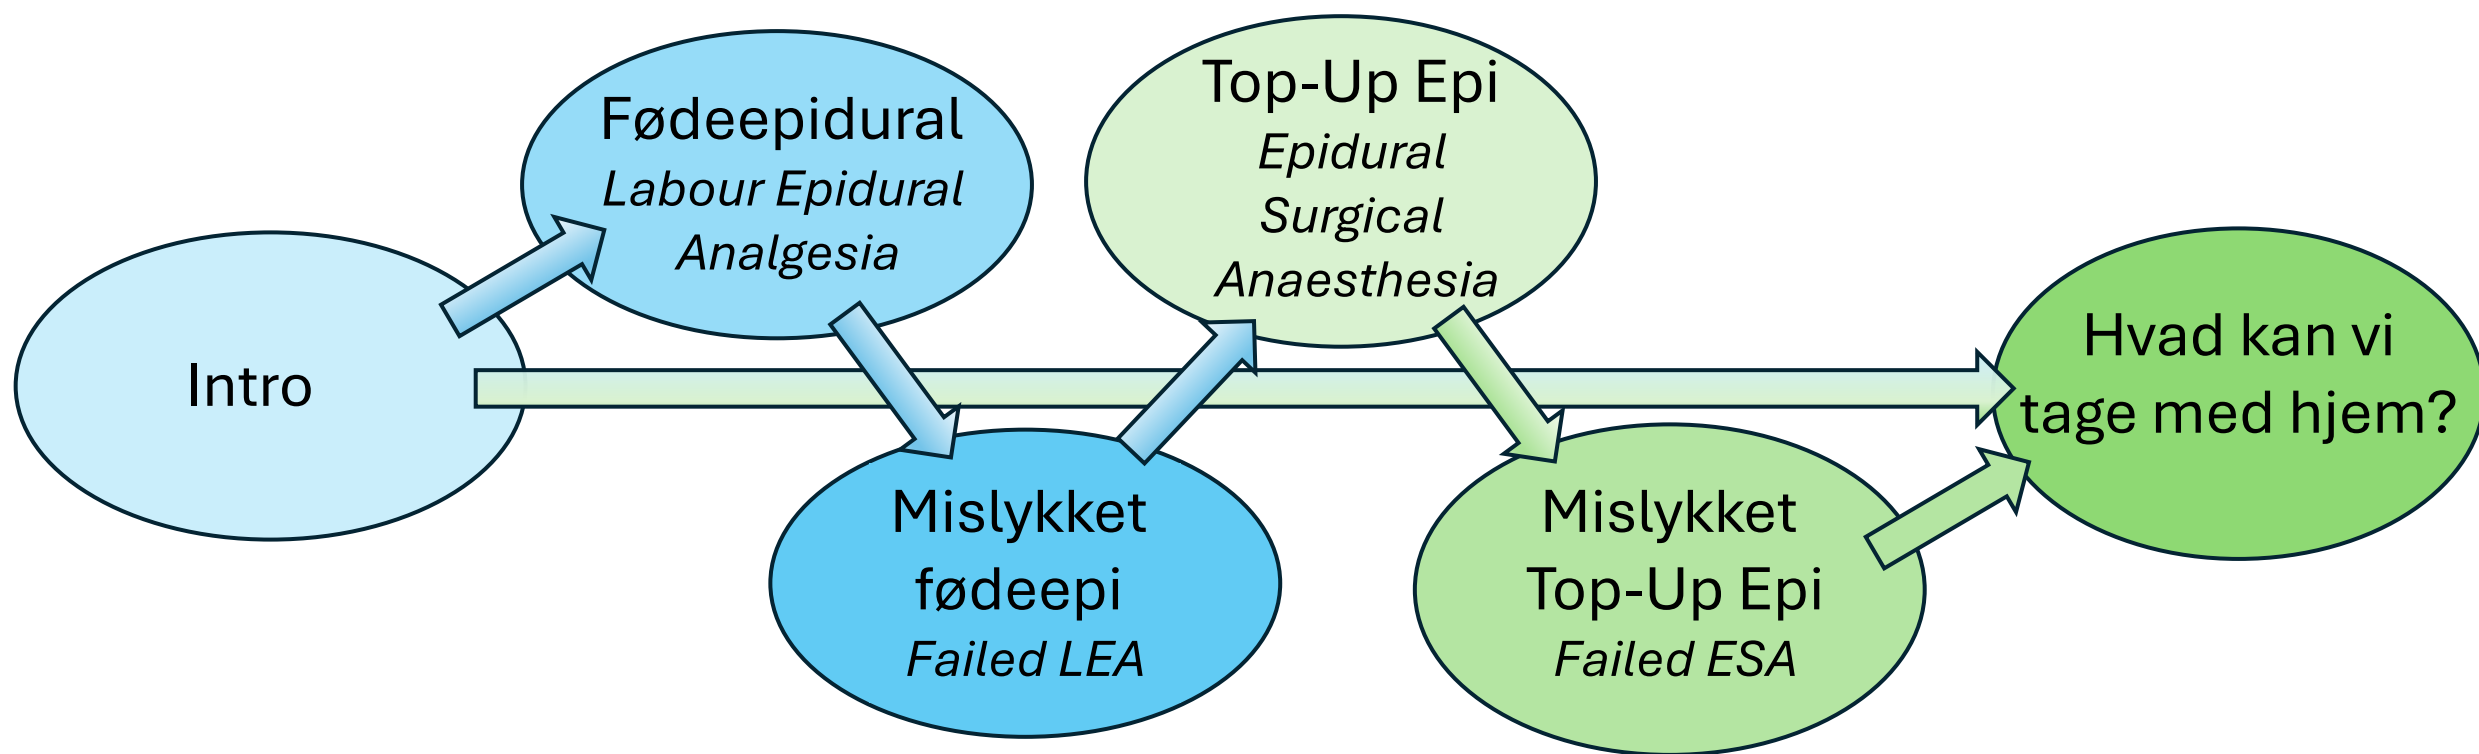 Intro
Fødeepidural
Labour Epidural
Analgesia
Mislykket
fødeepi
Failed LEA
Top-Up Epi
Epidural
Surgical
Anaesthesia
Mislykket
Top-Up Epi
Failed ESA
Hvad kan vi
tage med hjem?